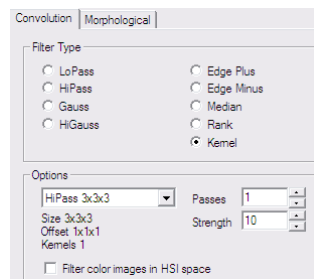 Convolution Morphological
Filter Type
LoPass Edge Plus
HiPass Edge Minus
Gauss Median
HiGauss Rank
Kernel
Options
HiPass 3x3x3 Passes 1
Size 3x3x3 Strength 10
Offset 1x1x1
Kernels 1
Filter color images in HSI space